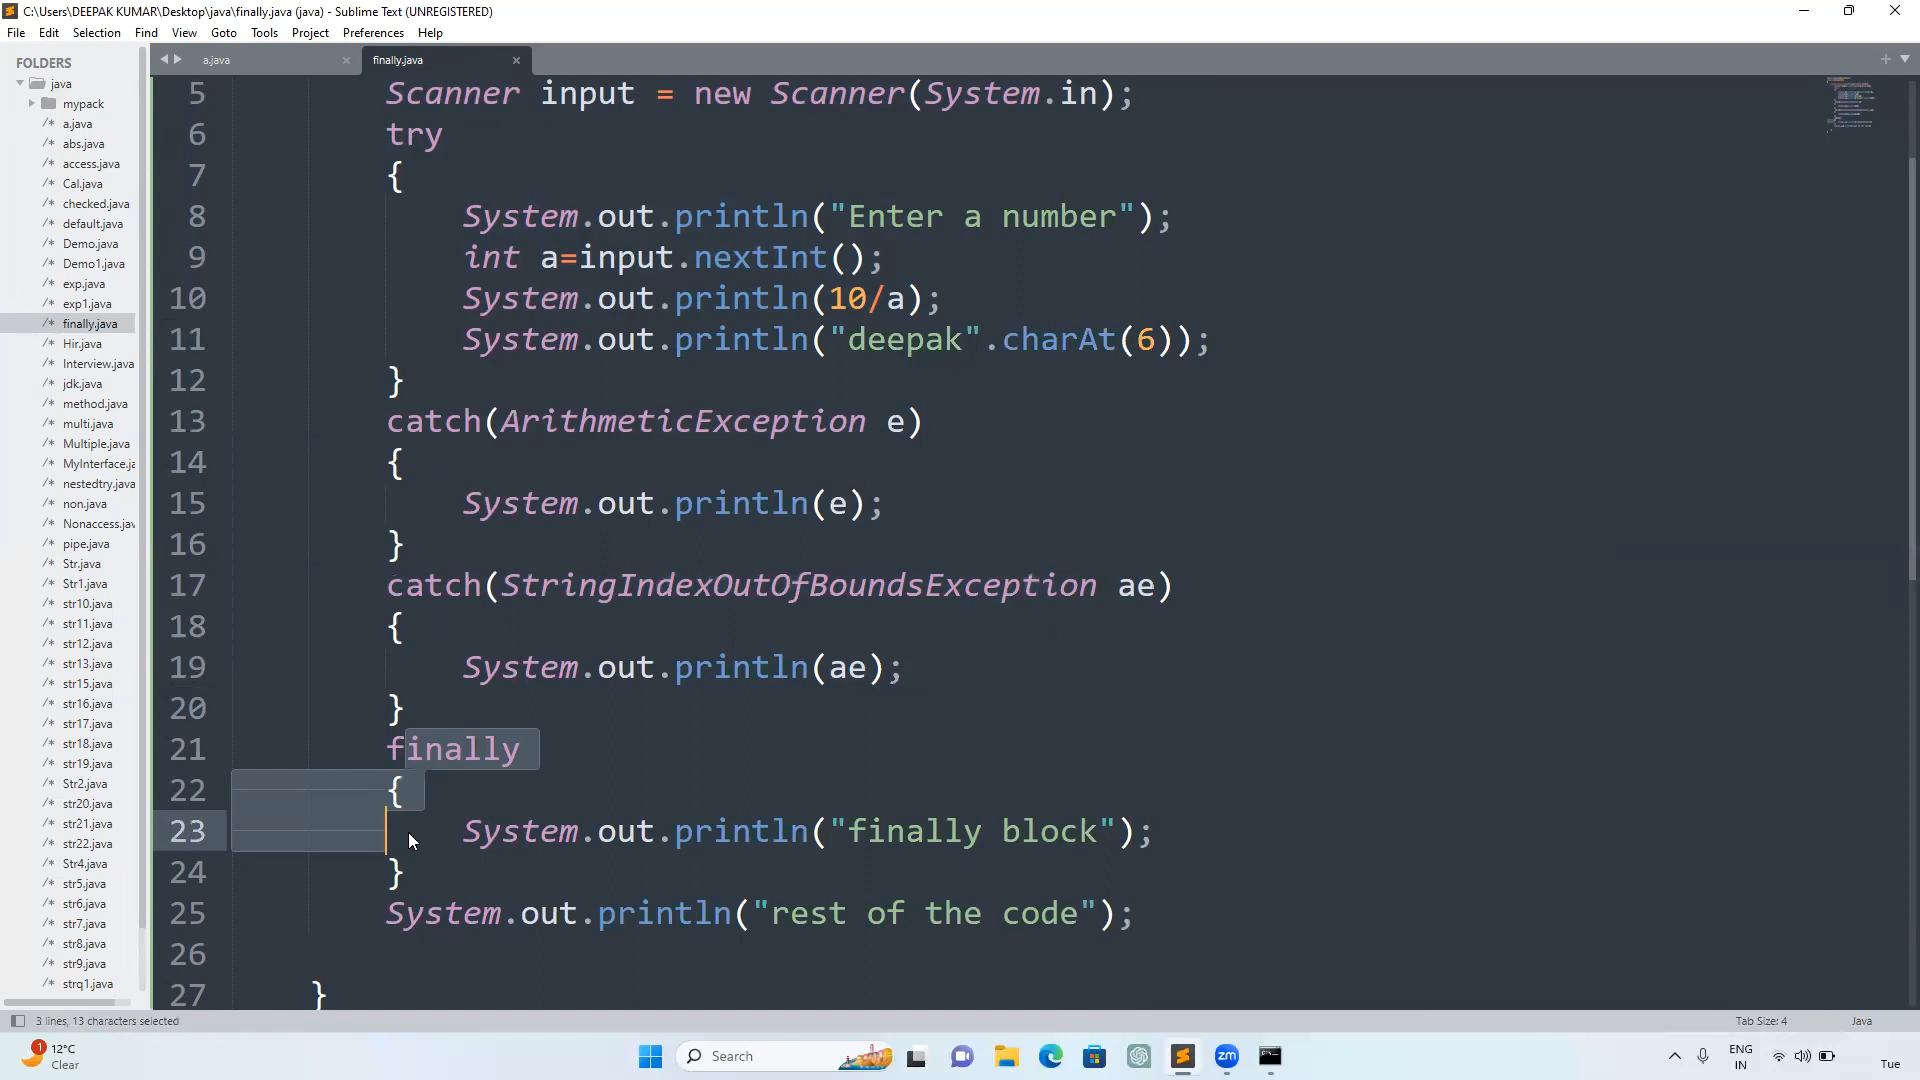 C:\Users\DEEPAK KUMAR\Desktop\java\finally.java (java) - Sublime Text (UNREGISTERED)
File Edit Selection Find View Goto Tools Project Preferences Help
FOLDERS
java
mypack
/* a.java
/* abs.java
/* access.java
/* Cal.java
/* checked.java
/* default.java
/* Demo.java
/* Demo1.java
/* exp.java
/* exp1.java
/* finally.java
/* Hir.java
/* Interview.java
/* jdk.java
/* method.java
/* multi.java
/* Multiple.java
/* MyInterface.ja
/* nestedtry.java
/* non.java
/* Nonaccess.jav
/* pipe.java
/* Str.java
/* Str1.java
/* str10.java
/* str11.java
/* str12.java
/* str13.java
/* str15.java
/* str16.java
/* str17.java
/* str18.java
/* str19.java
/* Str2.java
/* str20.java
/* str21.java
/* str22.java
/* Str4.java
/* str5.java
/* str6.java
/* str7.java
/* str8.java
/* str9.java
/* strq1.java
a.java × finally.java ×
5 Scanner input = new Scanner(System.in);
6 try
7 {
8 System.out.println("Enter a number");
9 int a=input.nextInt();
10 System.out.println(10/a);
11 System.out.println("deepak".charAt(6));
12 }
13 catch(ArithmeticException e)
14 {
15 System.out.println(e);
16 }
17 catch(StringIndexOutOfBoundsException ae)
18 {
19 System.out.println(ae);
20 }
21 finally
22 {
23 System.out.println("finally block");
24 }
25 System.out.println("rest of the code");
26
27 }
3 lines, 13 characters selected
Tab Size: 4 Java
1
12°C
Clear
Search
zm
ENG
IN
Tue